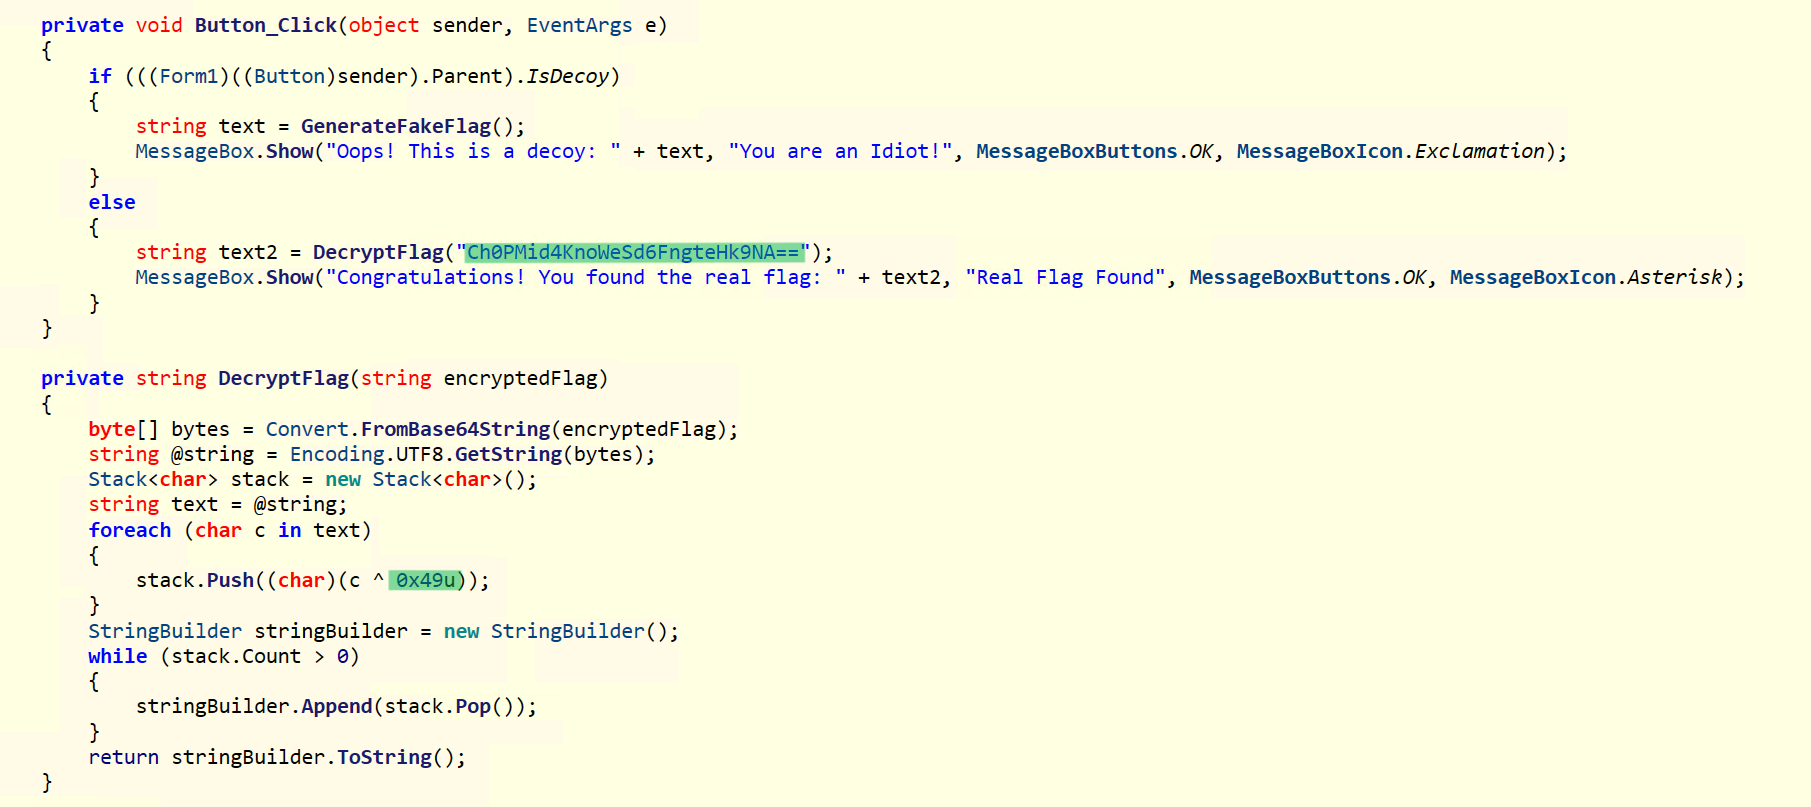 private void Button_Click(object sender, EventArgs e)
{
    if (((Form1)((Button)sender).Parent).IsDecoy)
    {
        string text = GenerateFakeFlag();
        MessageBox.Show("Oops! This is a decoy: " + text, "You are an Idiot!", MessageBoxButtons.OK, MessageBoxIcon.Exclamation);
    }
    else
    {
        string text2 = DecryptFlag("Ch0PMid4KnoWeSd6FngteHk9NA==");
        MessageBox.Show("Congratulations! You found the real flag: " + text2, "Real Flag Found", MessageBoxButtons.OK, MessageBoxIcon.Asterisk);
    }
}
private string DecryptFlag(string encryptedFlag)
{
    byte[] bytes = Convert.FromBase64String(encryptedFlag);
    string @string = Encoding.UTF8.GetString(bytes);
    Stack<char> stack = new Stack<char>();
    string text = @string;
    foreach (char c in text)
    {
        stack.Push((char)(c ^ 0x49u));
    }
    StringBuilder stringBuilder = new StringBuilder();
    while (stack.Count > 0)
    {
        stringBuilder.Append(stack.Pop());
    }
    return stringBuilder.ToString();
}